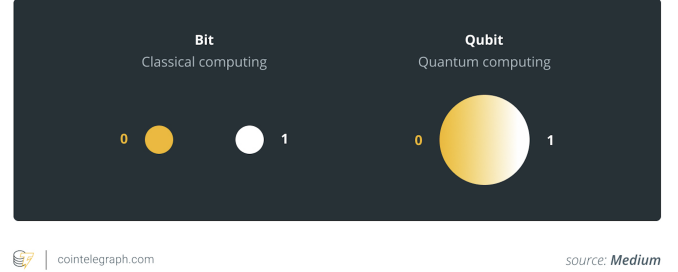 Bit
Classical computing
0
1
Qubit
Quantum computing
0
1
cointelegraph.com
source: Medium